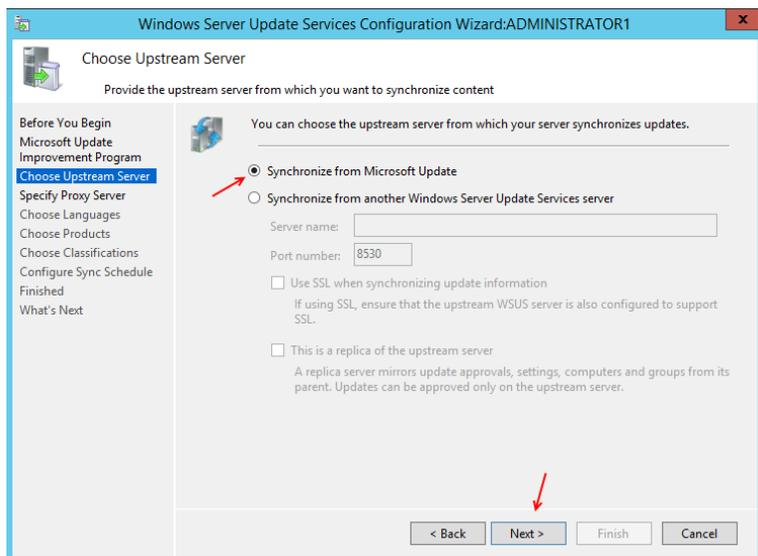 Windows Server Update Services Configuration Wizard:ADMINISTRATOR1
x
Choose Upstream Server
Provide the upstream server from which you want to synchronize content
Before You Begin
Microsoft Update
Improvement Program
Choose Upstream Server
Specify Proxy Server
Choose Languages
Choose Products
Choose Classifications
Configure Sync Schedule
Finished
What's Next
You can choose the upstream server from which your server synchronizes updates.
Synchronize from Microsoft Update
Synchronize from another Windows Server Update Services server
Server name:
Port number: 8530
Use SSL when synchronizing update information
If using SSL, ensure that the upstream WSUS server is also configured to support
SSL.
This is a replica of the upstream server
A replica server mirrors update approvals, settings, computers and groups from its
parent. Updates can be approved only on the upstream server.
< Back Next > Finish Cancel